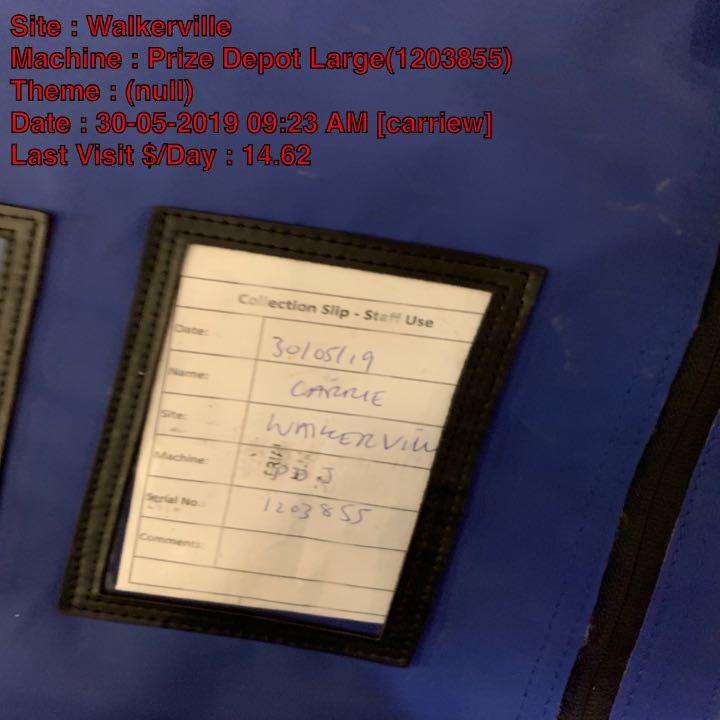 Site : Walkerville
Machine : Prize Depot Large(1203855)
Theme : (null)
Date : 30-05-2019 09:23 AM [carriew]
Last Visit $/Day : 14.62
Collection Slip - Staff Use
Date: 30/05/19
Name: CARRIE
Site: WALKERVILL
Machine:
Serial No.: 1203855
Comments: